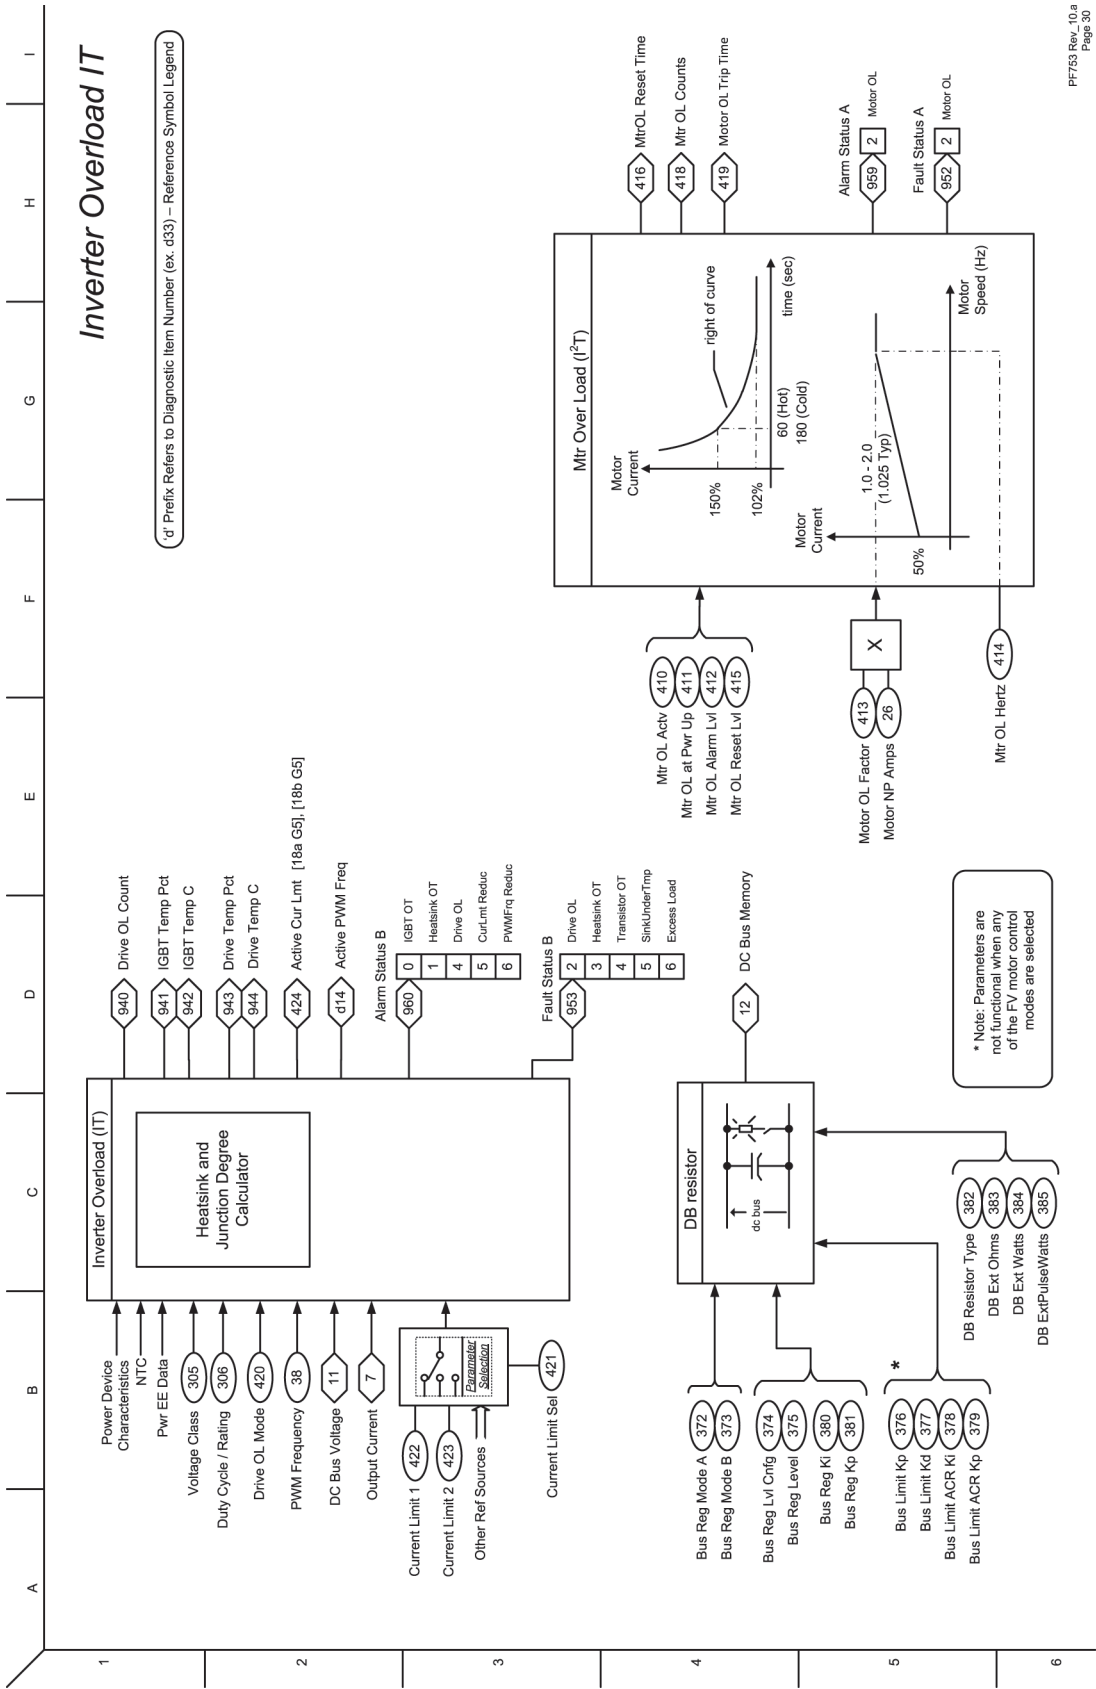 Inverter Overload IT
'd' Prefix Refers to Diagnostic Item Number (ex. d33) – Reference Symbol Legend
A
B
C
D
E
F
G
H
I
1
2
3
4
5
6
Inverter Overload (IT)
Heatsink and
Junction Degree
Calculator
Power Device
Characteristics
NTC
Pwr EE Data
Voltage Class 305
Duty Cycle / Rating 306
Drive OL Mode 420
PWM Frequency 38
DC Bus Voltage 11
Output Current 7
Current Limit 1 422
Current Limit 2 423
Other Ref Sources
Parameter
Selection
Current Limit Sel 421
940 Drive OL Count
941 IGBT Temp Pct
942 IGBT Temp C
943 Drive Temp Pct
944 Drive Temp C
424 Active Cur Lmt [18a G5], [18b G5]
d14 Active PWM Freq
Alarm Status B
960 0 IGBT OT
1 Heatsink OT
4 Drive OL
5 CurLmt Reduc
6 PWMFrq Reduc
Fault Status B
953 2 Drive OL
3 Heatsink OT
4 Transistor OT
5 SinkUnderTmp
6 Excess Load
DB resistor
dc bus
12 DC Bus Memory
Bus Reg Mode A 372
Bus Reg Mode B 373
Bus Reg Lvl Cnfg 374
Bus Reg Level 375
Bus Reg Ki 380
Bus Reg Kp 381
*
Bus Limit Kp 376
Bus Limit Kd 377
Bus Limit ACR Ki 378
Bus Limit ACR Kp 379
DB Resistor Type 382
DB Ext Ohms 383
DB Ext Watts 384
DB ExtPulseWatts 385
* Note: Parameters are
not functional when any
of the FV motor control
modes are selected
Mtr Over Load (I²T)
Motor
Current
150%
102%
right of curve
60 (Hot)
180 (Cold)
time (sec)
Motor
Current
1.0 - 2.0
(1.025 Typ)
50%
Motor
Speed (Hz)
Mtr OL Actv 410
Mtr OL at Pwr Up 411
Mtr OL Alarm Lvl 412
Mtr OL Reset Lvl 415
Motor OL Factor 413
Motor NP Amps 26
X
Mtr OL Hertz 414
416 MtrOL Reset Time
418 Mtr OL Counts
419 Motor OL Trip Time
Alarm Status A
959 2 Motor OL
Fault Status A
952 2 Motor OL
PF753 Rev_10.a
Page 30